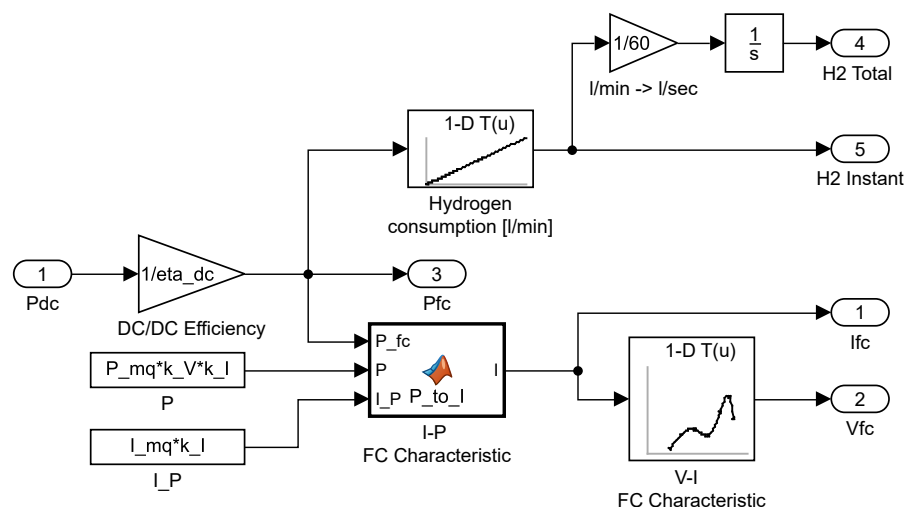 1/60
1
s
4
H2 Total
l/min -> l/sec
1-D T(u)
5
H2 Instant
Hydrogen
consumption [l/min]
1
Pdc
1/eta_dc
DC/DC Efficiency
3
Pfc
P_mq*k_V*k_I
P
I_mq*k_I
I_P
P_fc
P
I_P
P_to_I
I
I-P
FC Characteristic
1
Ifc
1-D T(u)
2
Vfc
V-I
FC Characteristic